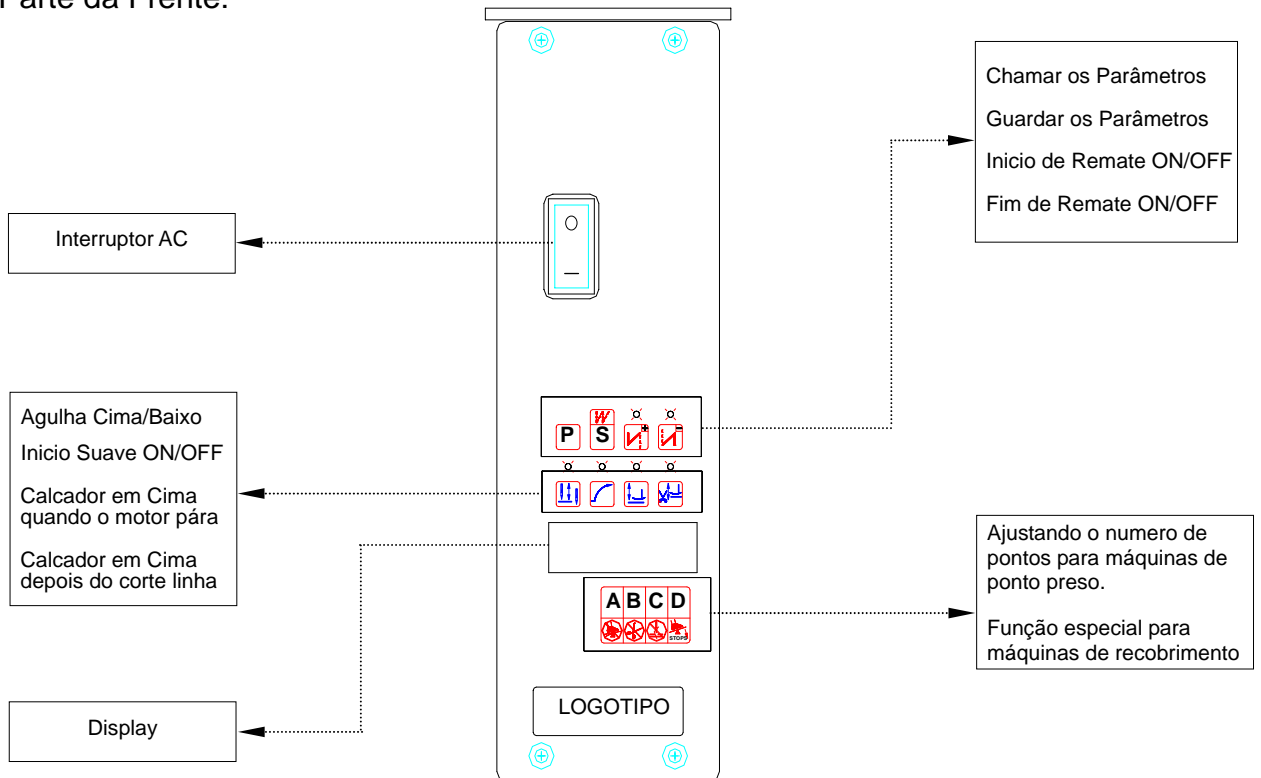 Parte da Frente:
Chamar os Parâmetros
Guardar os Parâmetros
Inicio de Remate ON/OFF
Fim de Remate ON/OFF
Interruptor AC
Agulha Cima/Baixo
Inicio Suave ON/OFF
Calcador em Cima
quando o motor pára
Calcador em Cima
depois do corte linha
P
W
S
+
-
A B C D
STOPS
Ajustando o numero de
pontos para máquinas de
ponto preso.
Função especial para
máquinas de recobrimento
Display
LOGOTIPO